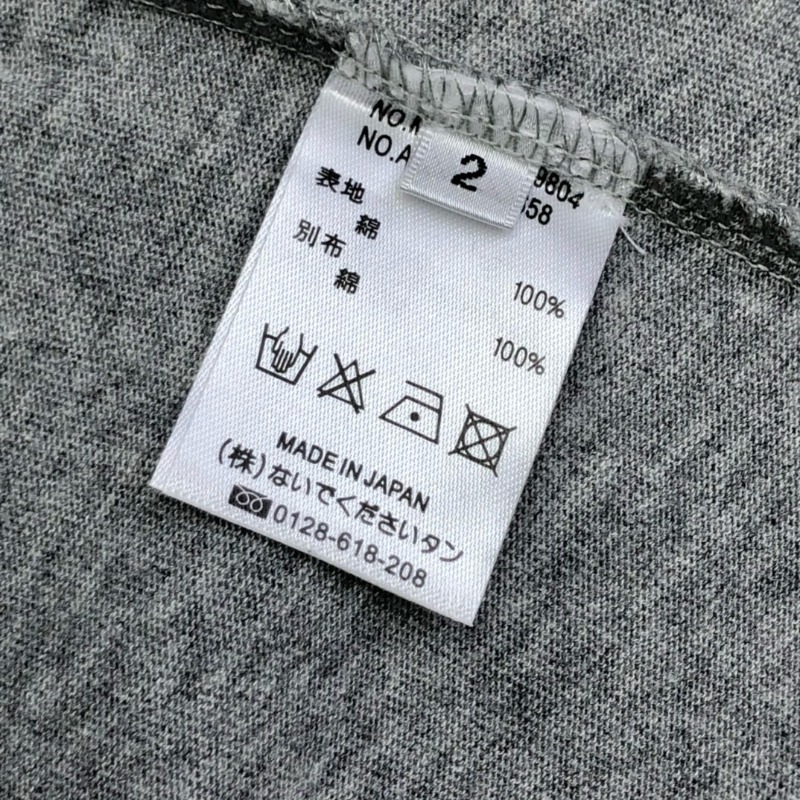 NO.M
NO.A
2
9804
358
表地
綿 100%
別布
綿 100%
MADE IN JAPAN
(株)ないでくださいタン
0128-618-208